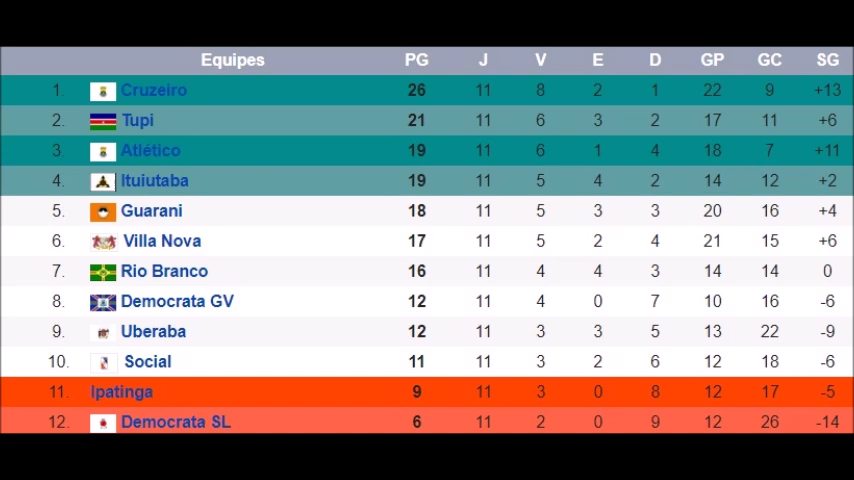 Equipes PG J V E D GP GC SG
1. Cruzeiro 26 11 8 2 1 22 9 +13
2. Tupi 21 11 6 3 2 17 11 +6
3. Atlético 19 11 6 1 4 18 7 +11
4. Ituiutaba 19 11 5 4 2 14 12 +2
5. Guarani 18 11 5 3 3 20 16 +4
6. Villa Nova 17 11 5 2 4 21 15 +6
7. Rio Branco 16 11 4 4 3 14 14 0
8. Democrata GV 12 11 4 0 7 10 16 -6
9. Uberaba 12 11 3 3 5 13 22 -9
10. Social 11 11 3 2 6 12 18 -6
11. Ipatinga 9 11 3 0 8 12 17 -5
12. Democrata SL 6 11 2 0 9 12 26 -14